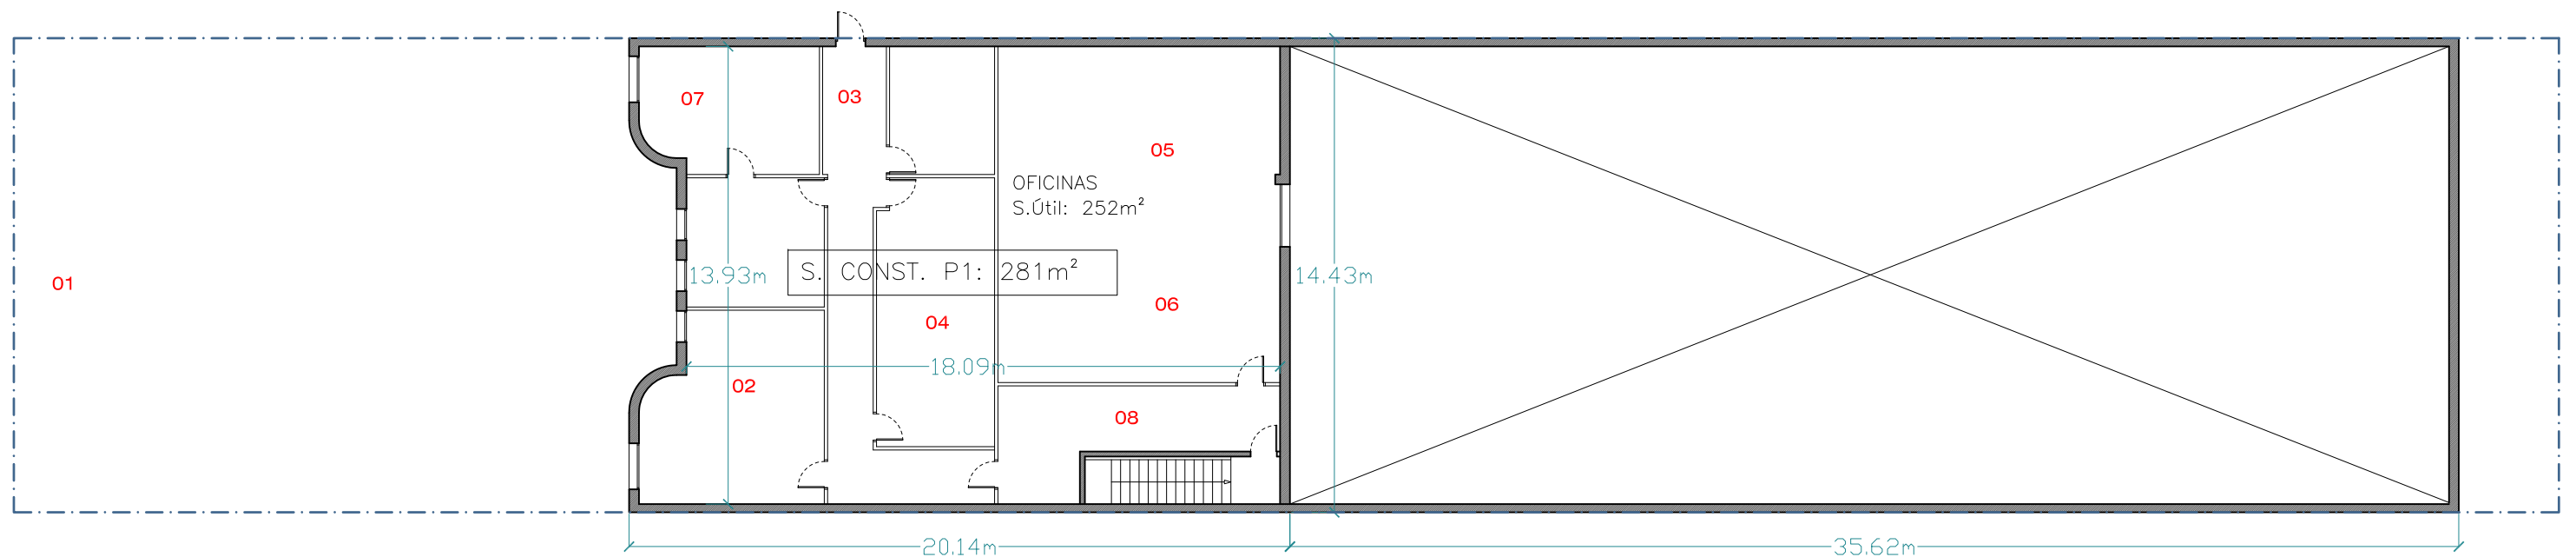 07
03
05
OFICINAS
S.Útil: 252m²
S. CONST. P1: 281m²
13.93m
14.43m
01
06
04
18.09m
02
08
20.14m
35.62m